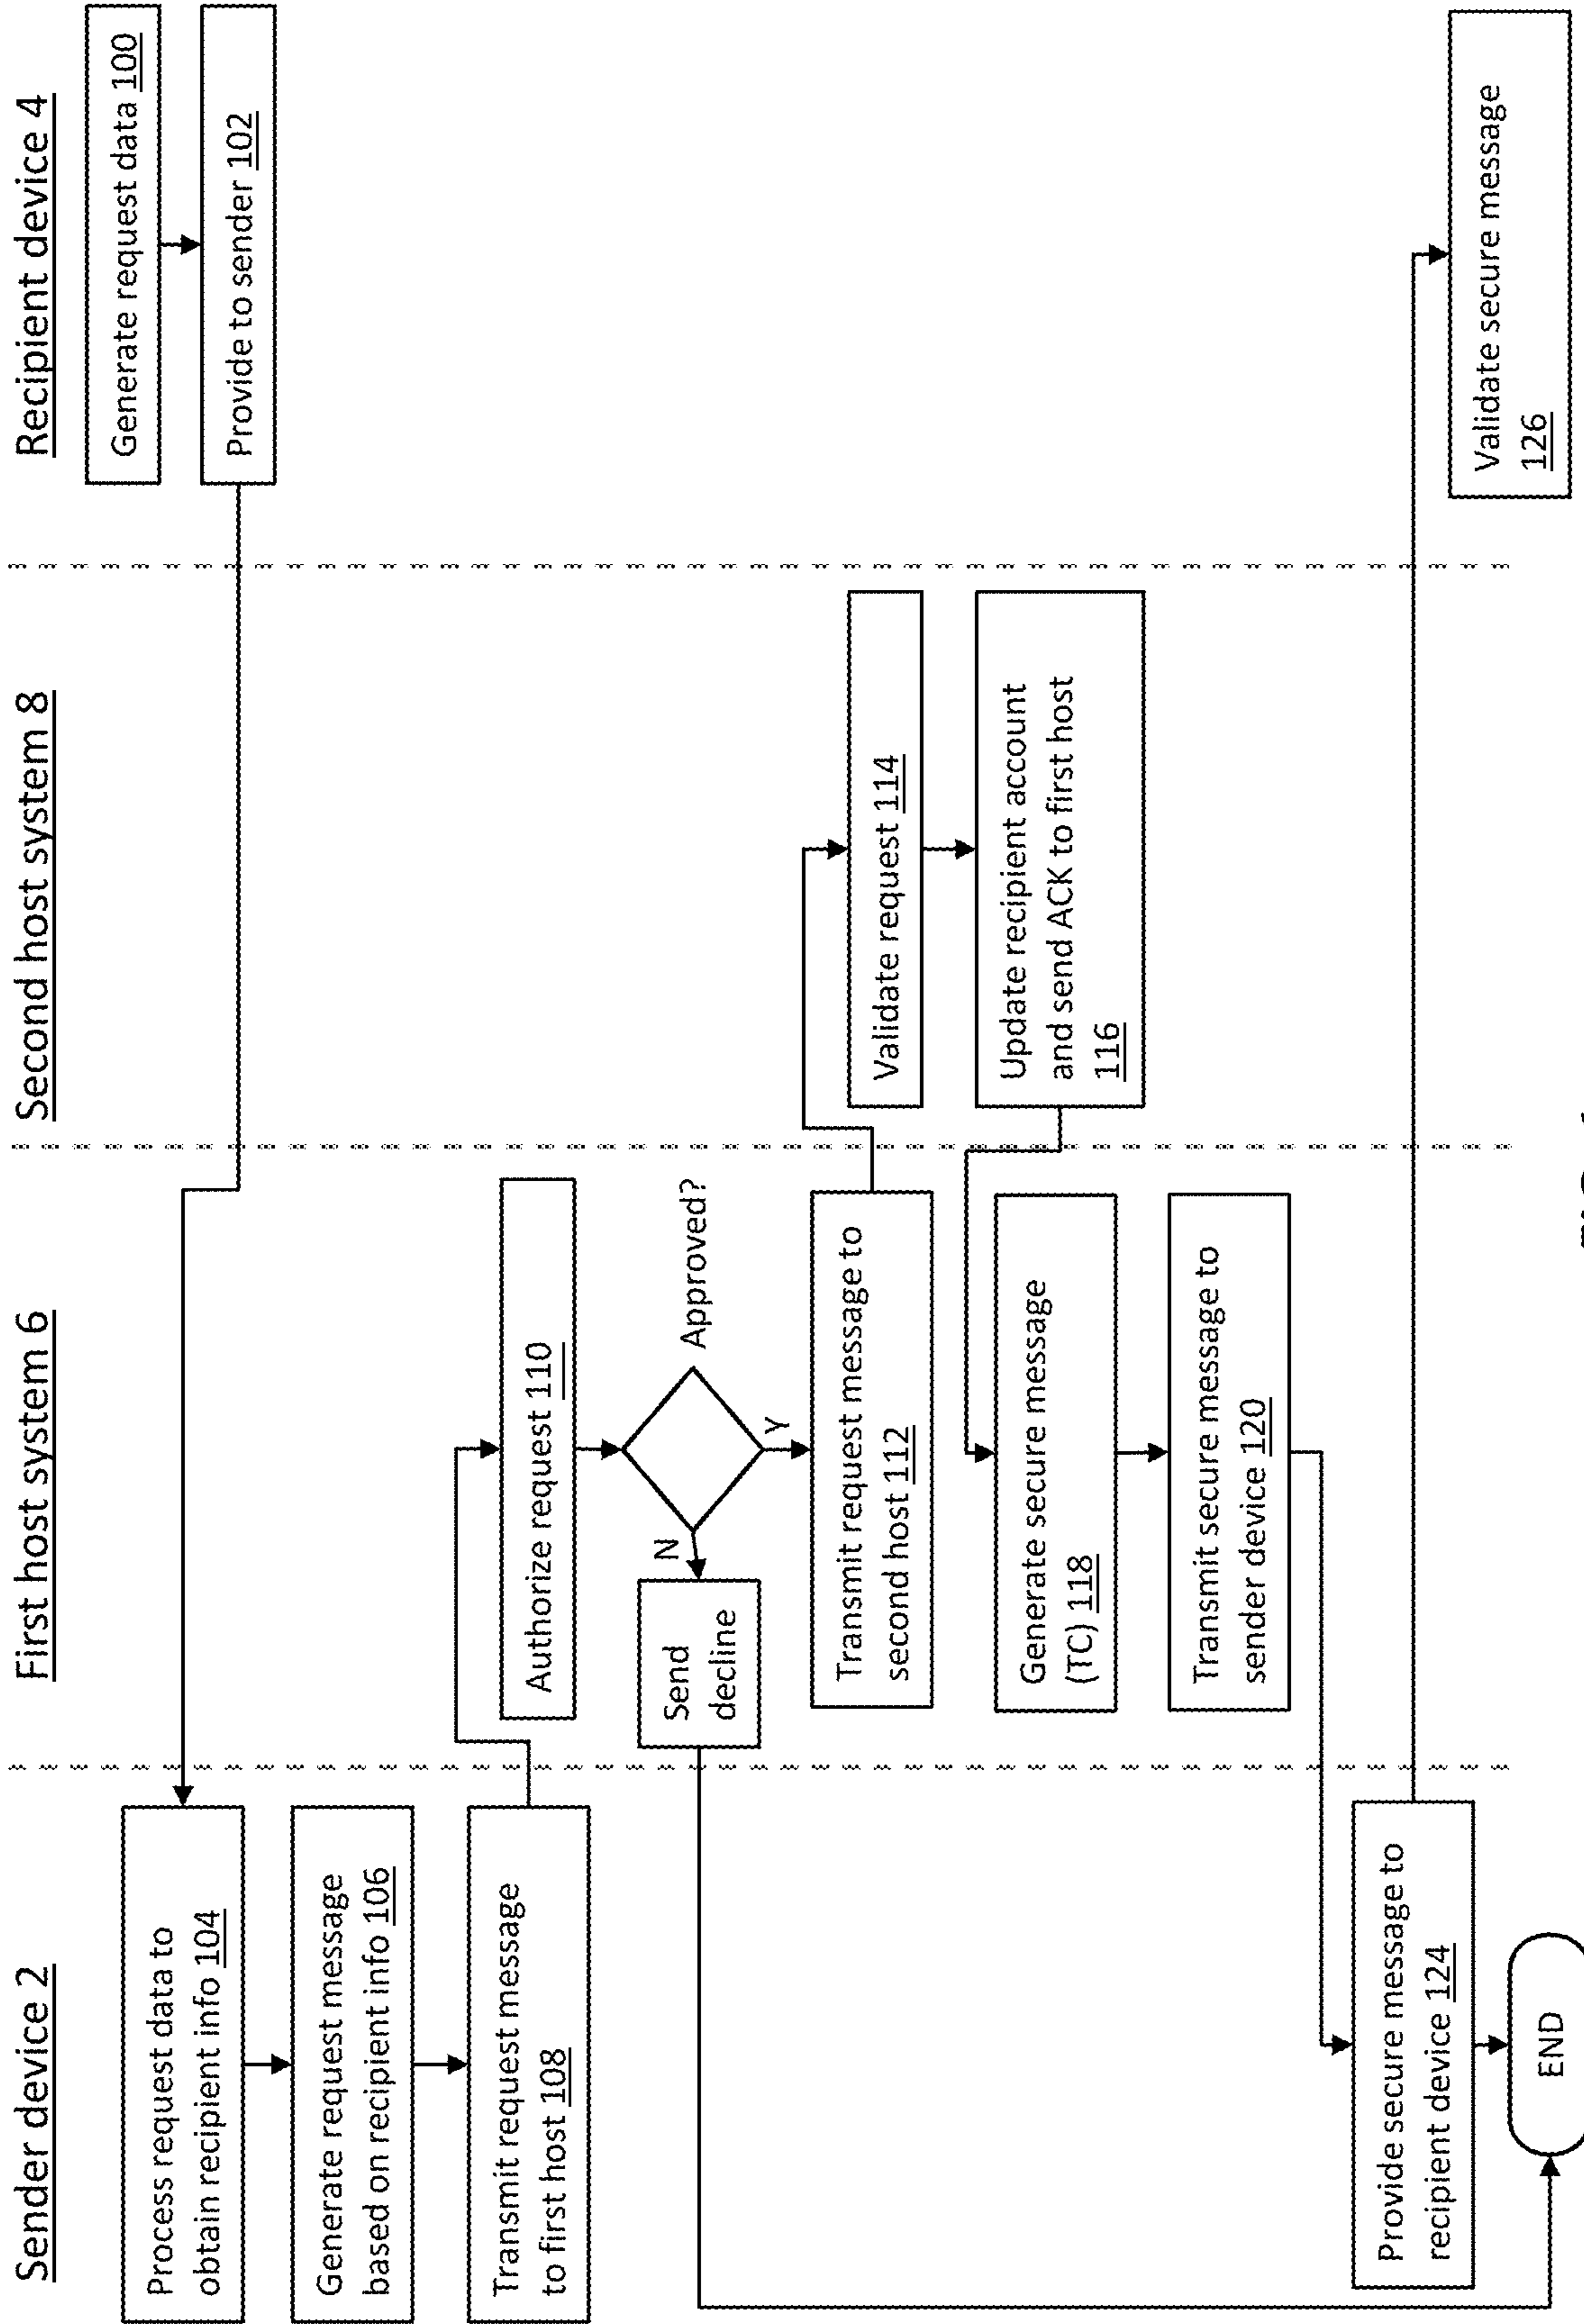 Sender device 2
First host system 6
Second host system 8
Recipient device 4
Generate request data 100
Provide to sender 102
Process request data to
obtain recipient info 104
Generate request message
based on recipient info 106
Transmit request message
to first host 108
Authorize request 110
Approved?
N
Y
Send
decline
Transmit request message to
second host 112
Validate request 114
Update recipient account
and send ACK to first host
116
Generate secure message
(TC) 118
Transmit secure message to
sender device 120
Provide secure message to
recipient device 124
Validate secure message
126
END